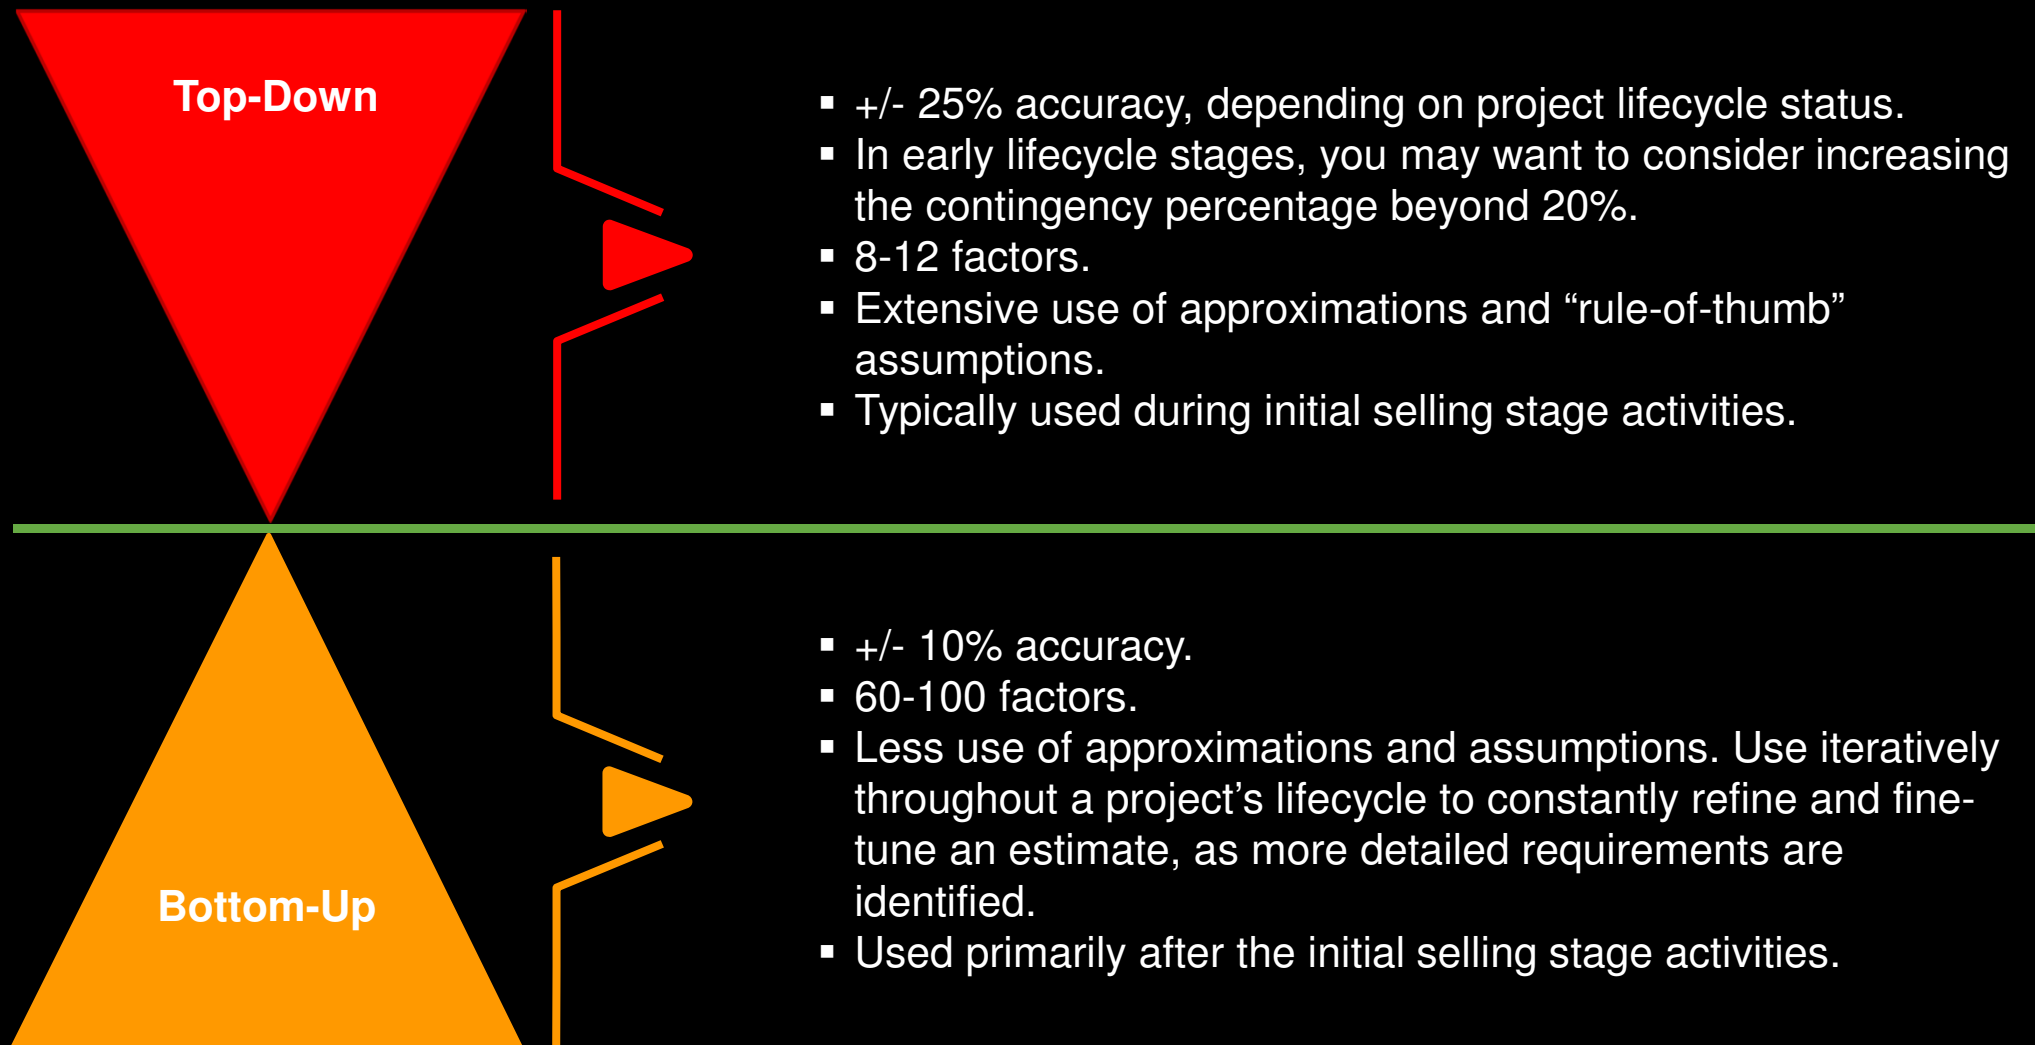 Top-Down
▪ +/- 25% accuracy, depending on project lifecycle status.
▪ In early lifecycle stages, you may want to consider increasing
the contingency percentage beyond 20%.
▪ 8-12 factors.
▪ Extensive use of approximations and “rule-of-thumb”
assumptions.
▪ Typically used during initial selling stage activities.
Bottom-Up
▪ +/- 10% accuracy.
▪ 60-100 factors.
▪ Less use of approximations and assumptions. Use iteratively
throughout a project’s lifecycle to constantly refine and fine-
tune an estimate, as more detailed requirements are
identified.
▪ Used primarily after the initial selling stage activities.